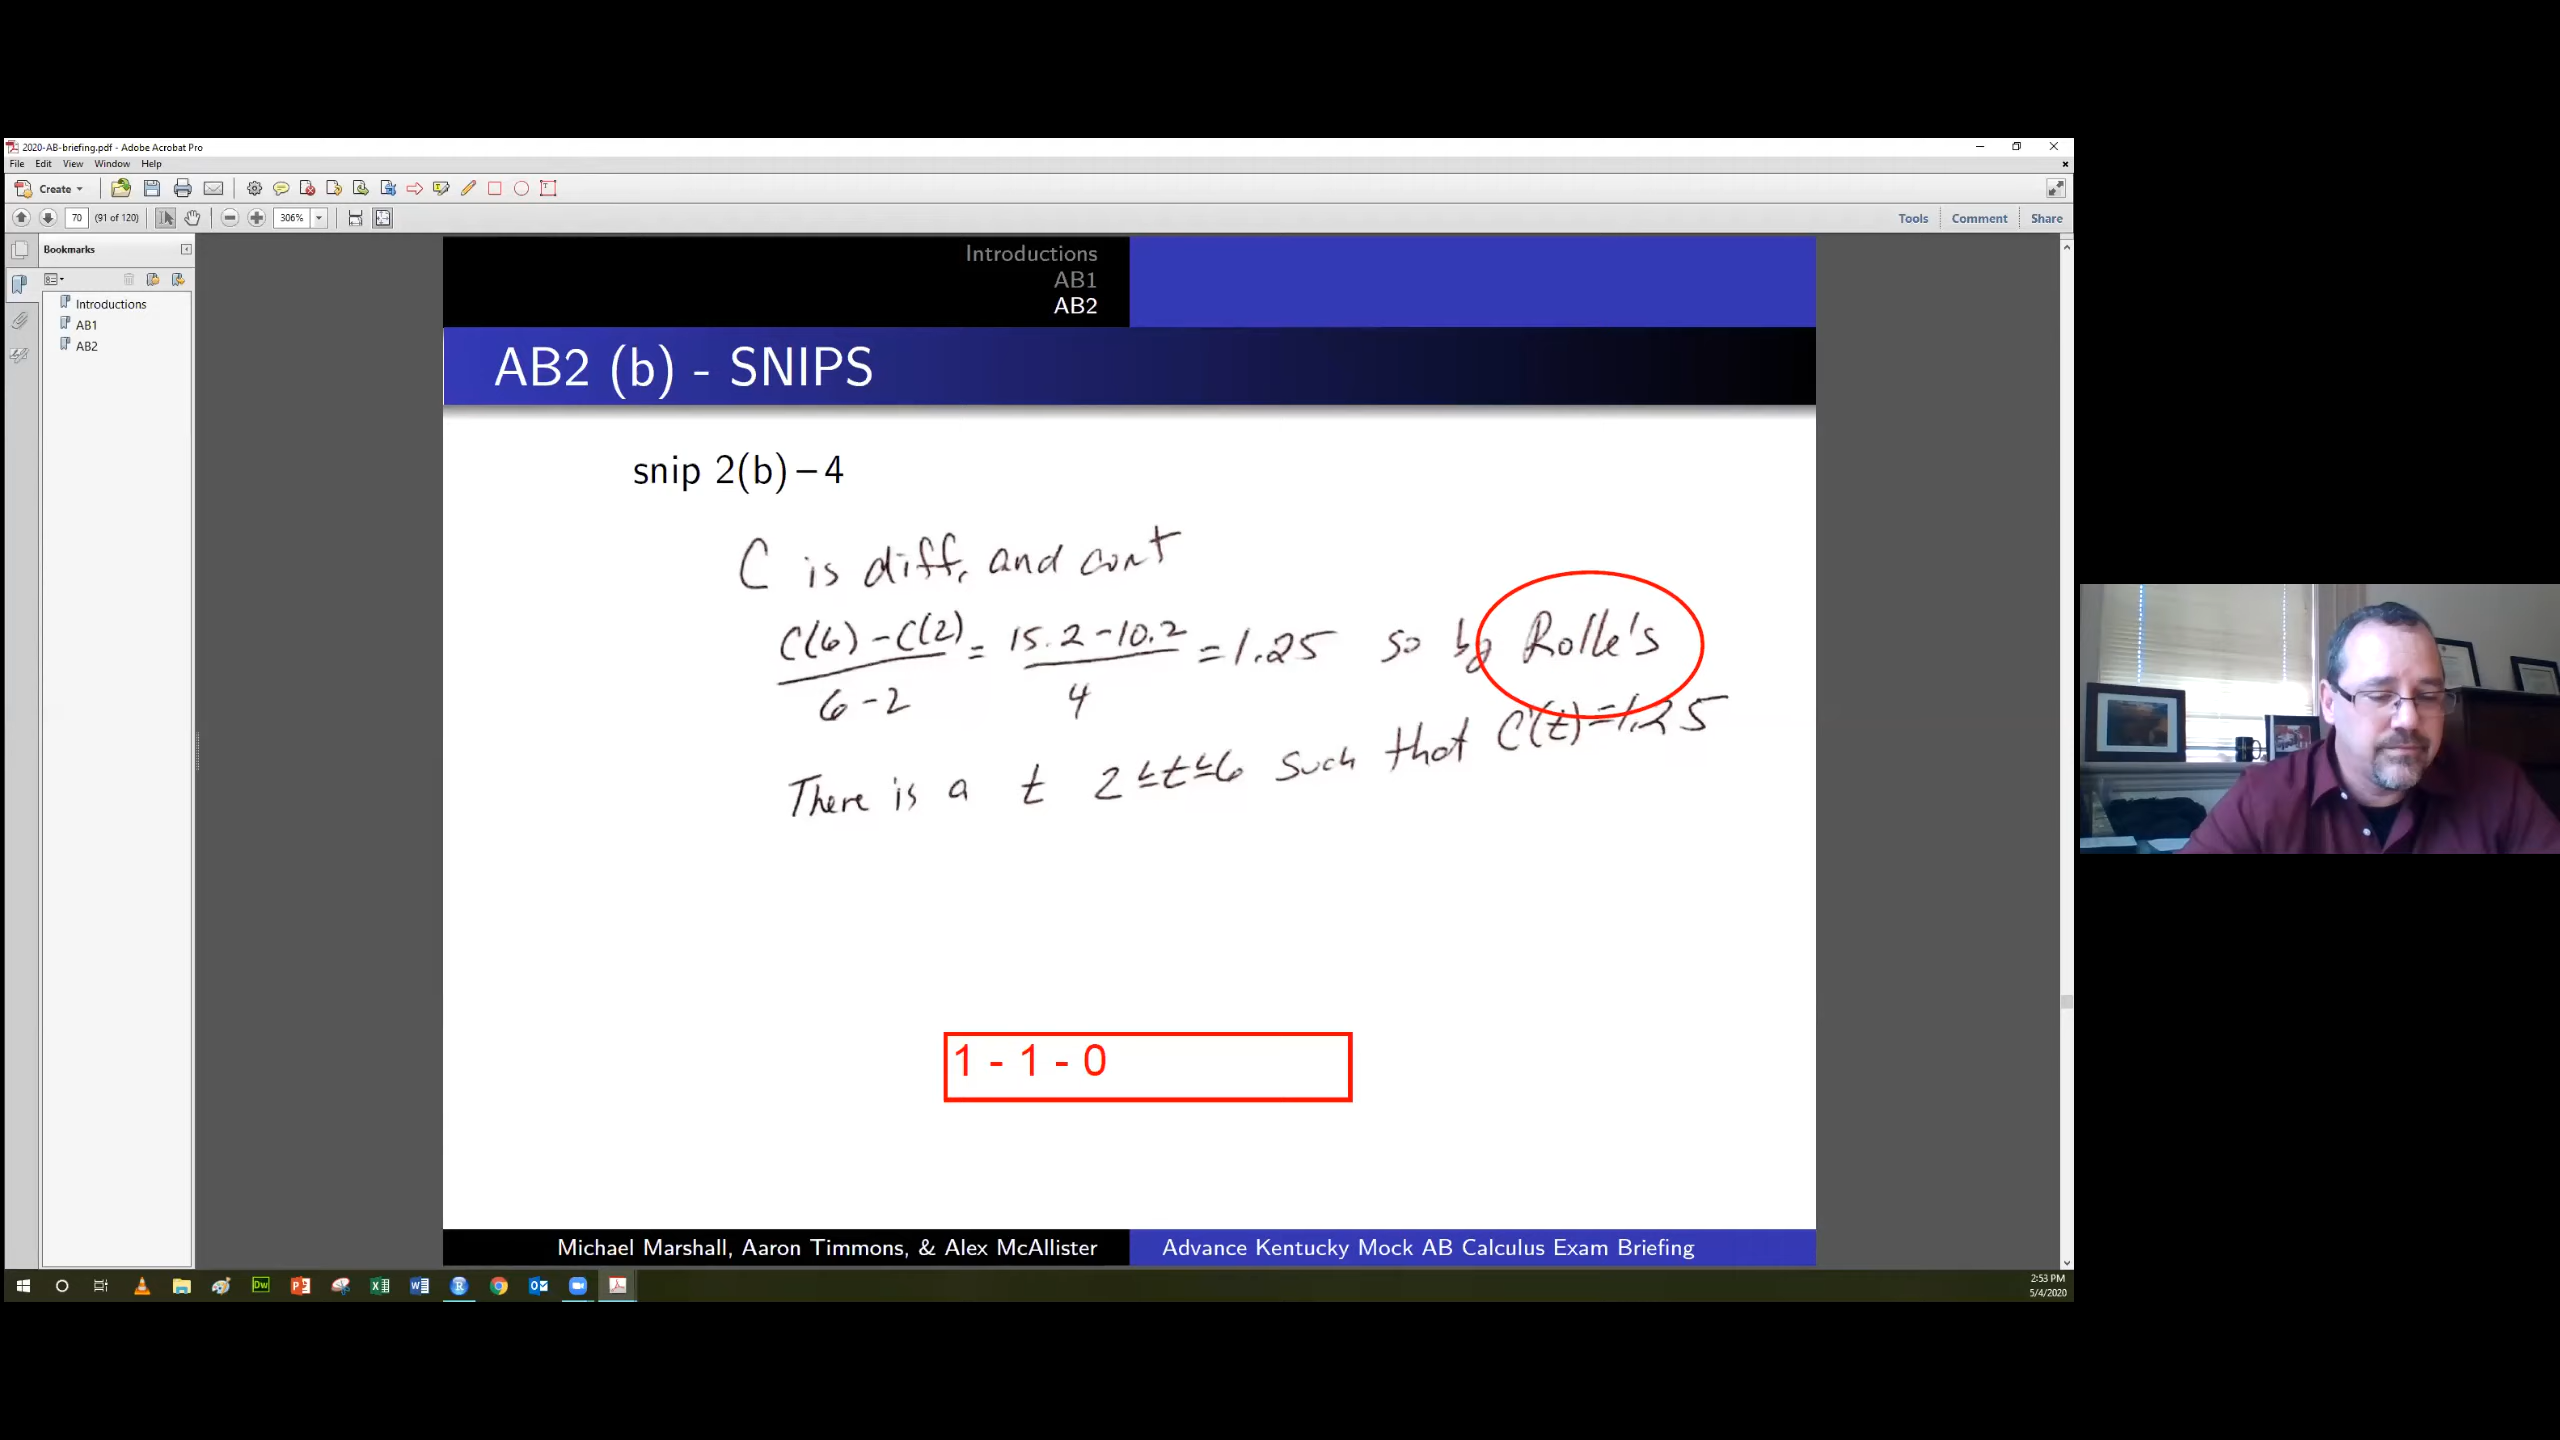 2020-AB-briefing.pdf - Adobe Acrobat Pro
File Edit View Window Help
Create
70 (91 of 120) 306% Tools Comment Share
Bookmarks
Introductions
AB1
AB2
Introductions
AB1
AB2
AB2 (b) - SNIPS
snip 2(b) – 4
C is diff, and cont
C(6) - C(2) / 6 - 2 = 15.2 - 10.2 / 4 = 1.25 so by Rolle's
There is a t 2 ≤ t ≤ 6 such that C'(t) = 1.25
1 - 1 - 0
Michael Marshall, Aaron Timmons, & Alex McAllister Advance Kentucky Mock AB Calculus Exam Briefing
2:53 PM
5/4/2020